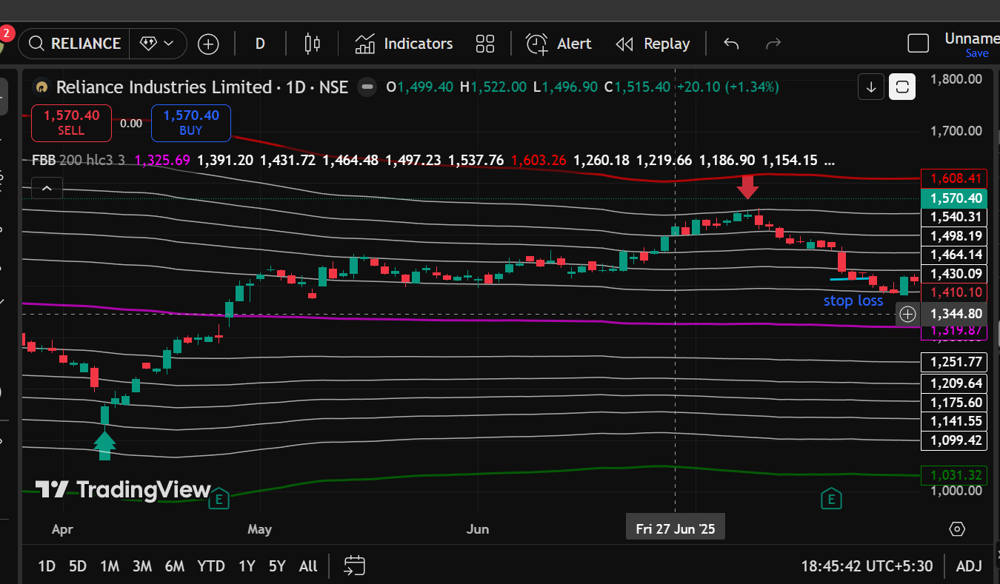 2
RELIANCE
D
Indicators
Alert
Replay
Unname
Save
Reliance Industries Limited · 1D · NSE
O1,499.40 H1,522.00 L1,496.90 C1,515.40 +20.10 (+1.34%)
1,570.40
SELL
0.00
1,570.40
BUY
FBB 200 hlc3 3 1,325.69 1,391.20 1,431.72 1,464.48 1,497.23 1,537.76 1,603.26 1,260.18 1,219.66 1,186.90 1,154.15 ...
1,800.00
1,700.00
1,608.41
1,570.40
1,540.31
1,498.19
1,464.14
1,430.09
1,410.10
stop loss
1,344.80
1,319.87
1,251.77
1,209.64
1,175.60
1,141.55
1,099.42
1,031.32
1,000.00
TradingView
E
E
Apr
May
Jun
Fri 27 Jun '25
1D 5D 1M 3M 6M YTD 1Y 5Y All
18:45:42 UTC+5:30
ADJ